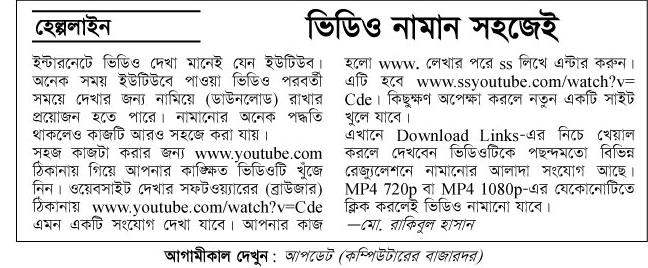 হেল্পলাইন
ভিডিও নামান সহজেই
ইন্টারনেটে ভিডিও দেখা মানেই যেন ইউটিউব।
অনেক সময় ইউটিউবে পাওয়া ভিডিও পরবর্তী
সময়ে দেখার জন্য নামিয়ে (ডাউনলোড) রাখার
প্রয়োজন হতে পারে। নামানোর অনেক পদ্ধতি
থাকলেও কাজটি আরও সহজে করা যায়।
সহজ কাজটা করার জন্য www.youtube.com
ঠিকানায় গিয়ে আপনার কাঙ্ক্ষিত ভিডিওটি খুঁজে
নিন। ওয়েবসাইট দেখার সফটওয়্যারের (ব্রাউজার)
ঠিকানায় www.youtube.com/watch?v=Cde
এমন একটি সংযোগ দেখা যাবে। আপনার কাজ
হলো www. লেখার পরে ss লিখে এন্টার করুন।
এটি হবে www.ssyoutube.com/watch?v=
Cde। কিছুক্ষণ অপেক্ষা করলে নতুন একটি সাইট
খুলে যাবে।
এখানে Download Links-এর নিচে খেয়াল
করলে দেখবেন ভিডিওটিকে পছন্দমতো বিভিন্ন
রেজ্যুলেশনে নামানোর আলাদা সংযোগ আছে।
MP4 720p বা MP4 1080p-এর যেকোনোটিতে
ক্লিক করলেই ভিডিও নামানো যাবে।
—মো. রাকিবুল হাসান
আগামীকাল দেখুন : আপডেট (কম্পিউটারের বাজারদর)